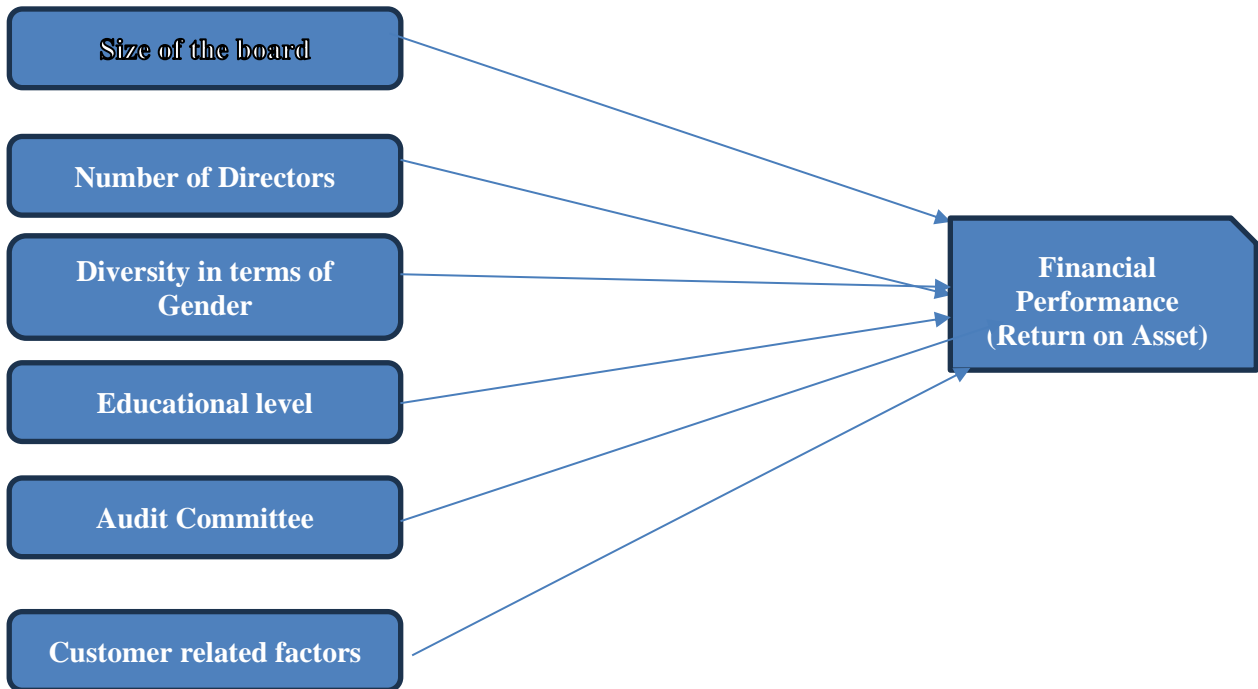 Size of the board
Number of Directors
Diversity in terms of
Gender
Educational level
Audit Committee
Customer related factors
Financial
Performance
(Return on Asset)